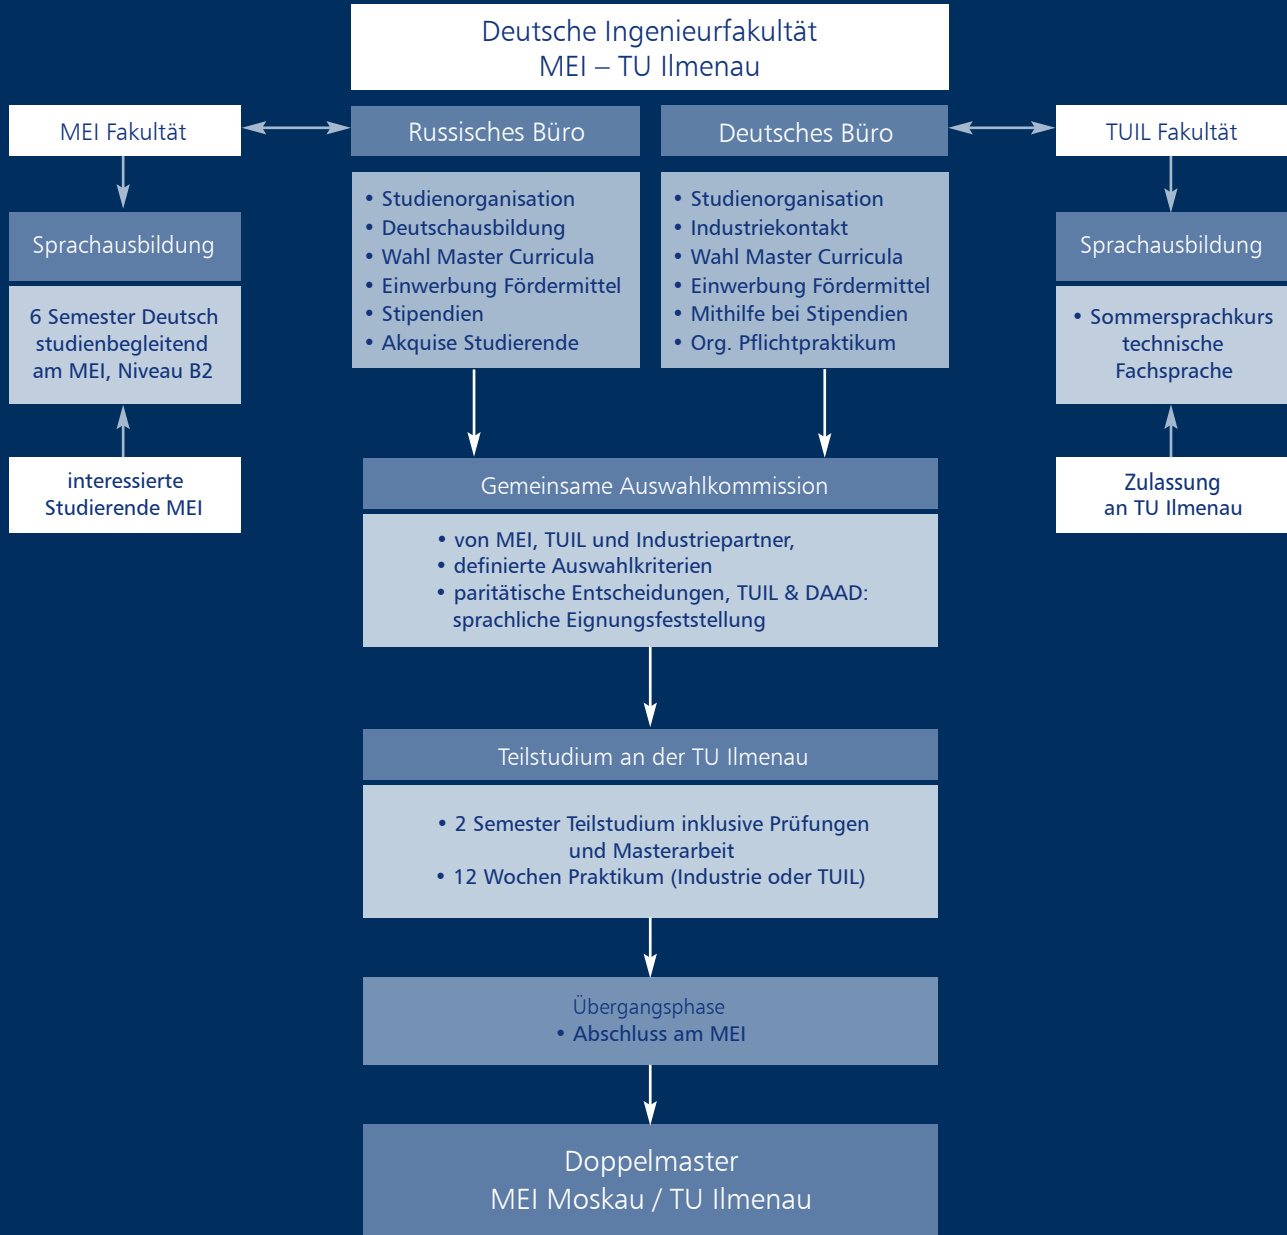 Deutsche Ingenieurfakultät
MEI – TU Ilmenau
MEI Fakultät
Russisches Büro
Deutsches Büro
TUIL Fakultät
Sprachausbildung
6 Semester Deutsch
studienbegleitend
am MEI, Niveau B2
interessierte
Studierende MEI
• Studienorganisation
• Deutschausbildung
• Wahl Master Curricula
• Einwerbung Fördermittel
• Stipendien
• Akquise Studierende
• Studienorganisation
• Industriekontakt
• Wahl Master Curricula
• Einwerbung Fördermittel
• Mithilfe bei Stipendien
• Org. Pflichtpraktikum
Sprachausbildung
• Sommersprachkurs
technische
Fachsprache
Zulassung
an TU Ilmenau
Gemeinsame Auswahlkommission
• von MEI, TUIL und Industriepartner,
• definierte Auswahlkriterien
• paritätische Entscheidungen, TUIL & DAAD:
sprachliche Eignungsfeststellung
Teilstudium an der TU Ilmenau
• 2 Semester Teilstudium inklusive Prüfungen
und Masterarbeit
• 12 Wochen Praktikum (Industrie oder TUIL)
Übergangsphase
• Abschluss am MEI
Doppelmaster
MEI Moskau / TU Ilmenau